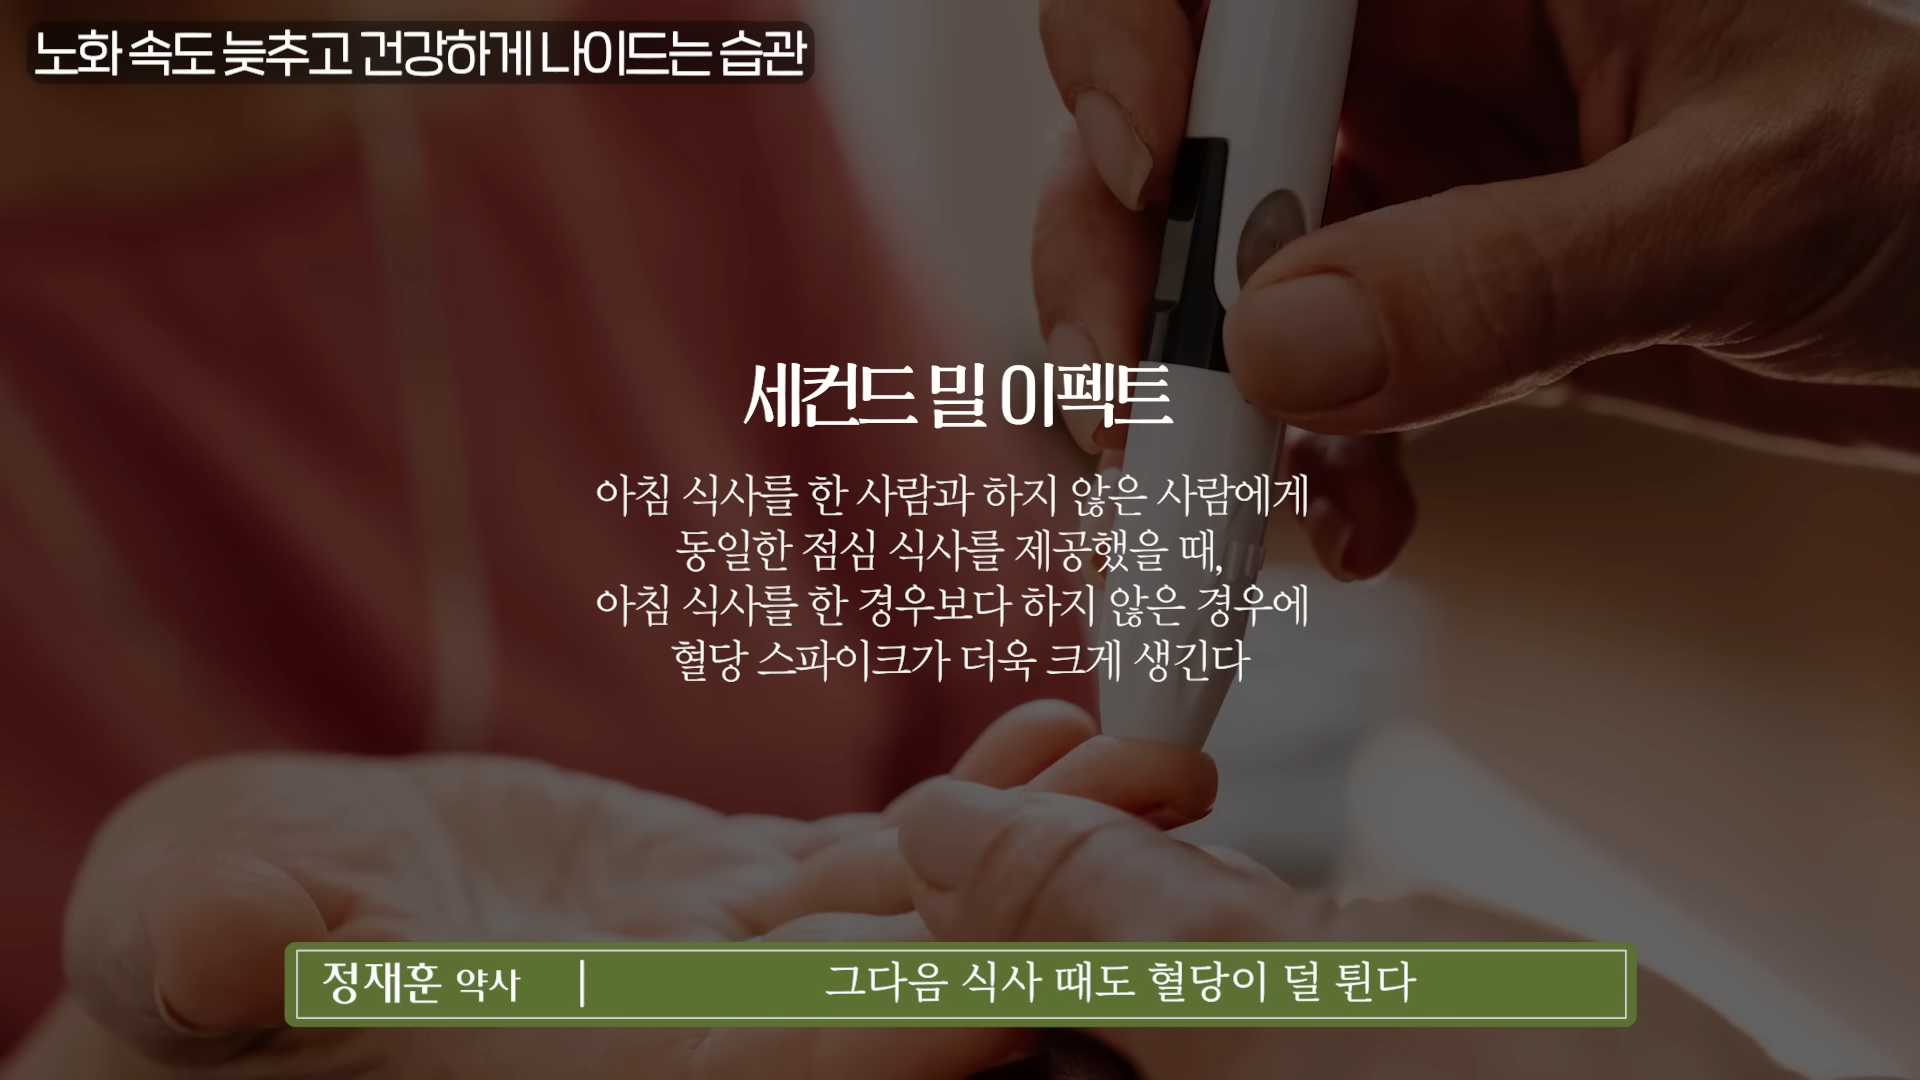 노화 속도 늦추고 건강하게 나이드는 습관
세컨드 밀 이펙트
아침 식사를 한 사람과 하지 않은 사람에게
동일한 점심 식사를 제공했을 때,
아침 식사를 한 경우보다 하지 않은 경우에
혈당 스파이크가 더욱 크게 생긴다
정재훈 약사 | 그다음 식사 때도 혈당이 덜 튄다